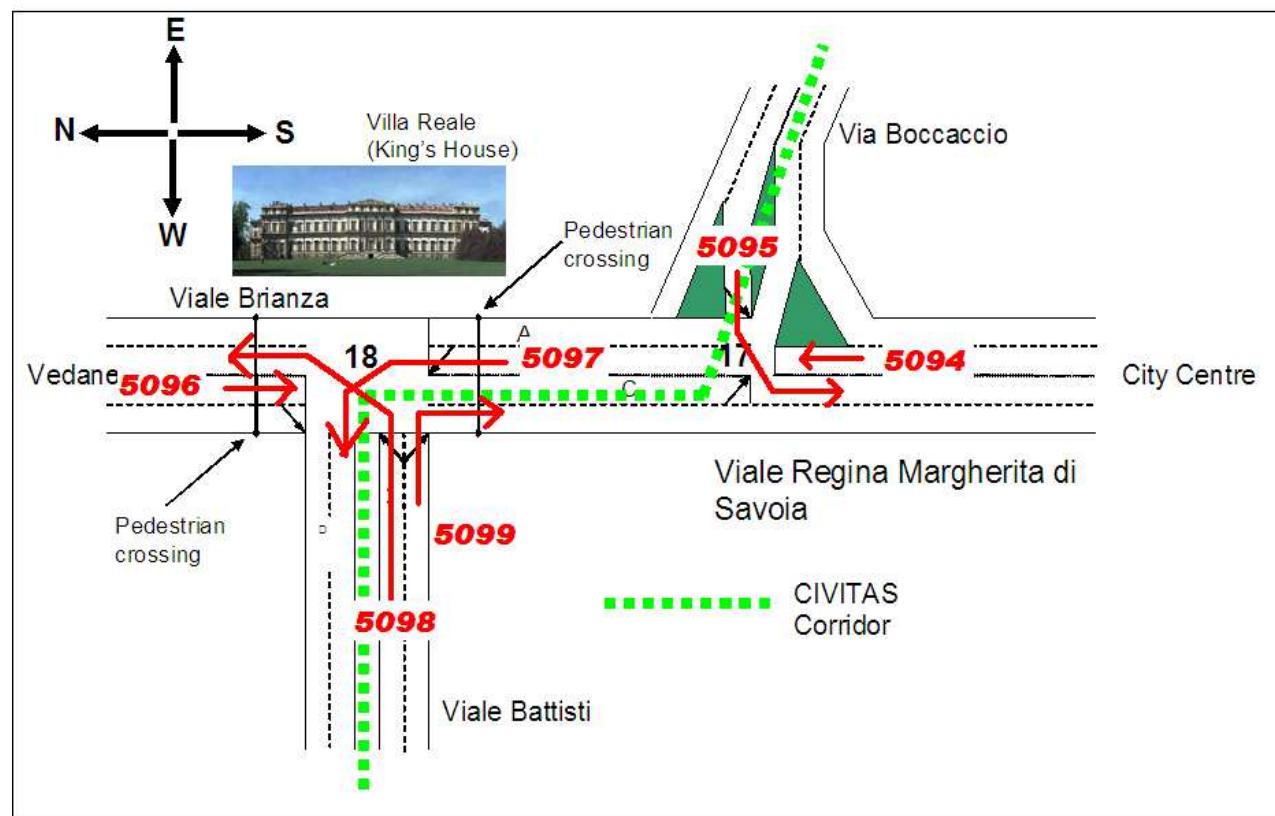 E
N
S
W
Villa Reale
(King's House)
Via Boccaccio
Pedestrian
crossing
5095
Viale Brianza
18
A
5097
17
5094
Vedane
5096
C
City Centre
Viale Regina Margherita di
Savoia
Pedestrian
crossing
5099
CIVITAS
Corridor
5098
Viale Battisti